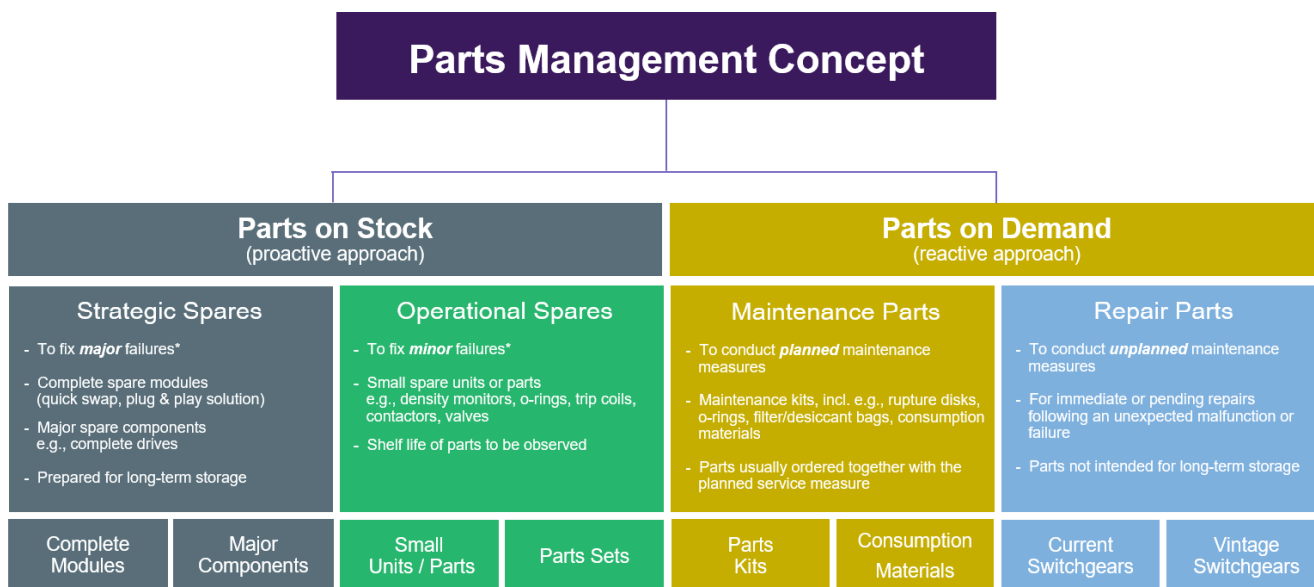 Parts Management Concept
Parts on Stock
(proactive approach)
Parts on Demand
(reactive approach)
Strategic Spares
- To fix major failures*
- Complete spare modules
(quick swap, plug & play solution)
- Major spare components
e.g., complete drives
- Prepared for long-term storage
Operational Spares
- To fix minor failures*
- Small spare units or parts
e.g., density monitors, o-rings, trip coils,
contactors, valves
- Shelf life of parts to be observed
Maintenance Parts
- To conduct planned maintenance
measures
- Maintenance kits, incl. e.g., rupture disks,
o-rings, filter/desiccant bags, consumption
materials
- Parts usually ordered together with the
planned service measure
Repair Parts
- To conduct unplanned maintenance
measures
- For immediate or pending repairs
following an unexpected malfunction or
failure
- Parts not intended for long-term storage
Complete
Modules
Major
Components
Small
Units / Parts
Parts Sets
Parts
Kits
Consumption
Materials
Current
Switchgears
Vintage
Switchgears